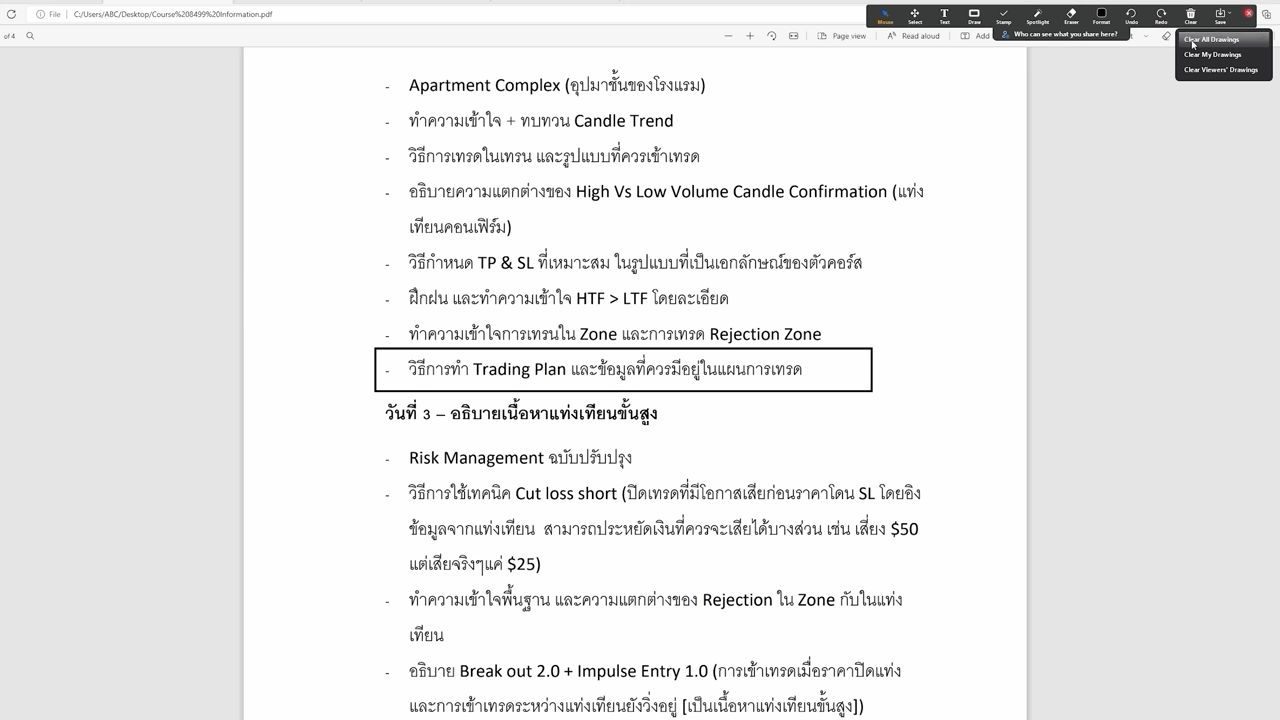 File
C:/Users/ABC/Desktop/Course%208499%20Information.pdf
Mouse Select Text Draw Stamp Spotlight Eraser Format Undo Redo Clear Save
of 4
Page view
Read aloud
Add
Who can see what you share here?
Clear All Drawings
Clear My Drawings
Clear Viewers' Drawings
- Apartment Complex (อุปมาชั้นของโรงแรม)
- ทำความเข้าใจ + ทบทวน Candle Trend
- วิธีการเทรดในเทรน และรูปแบบที่ควรเข้าเทรด
- อธิบายความแตกต่างของ High Vs Low Volume Candle Confirmation (แท่ง
เทียนคอนเฟิร์ม)
- วิธีกำหนด TP & SL ที่เหมาะสม ในรูปแบบที่เป็นเอกลักษณ์ของตัวคอร์ส
- ฝึกฝน และทำความเข้าใจ HTF > LTF โดยละเอียด
- ทำความเข้าใจการเทรนใน Zone และการเทรด Rejection Zone
- วิธีการทำ Trading Plan และข้อมูลที่ควรมีอยู่ในแผนการเทรด
วันที่ 3 – อธิบายเนื้อหาแท่งเทียนขั้นสูง
- Risk Management ฉบับปรับปรุง
- วิธีการใช้เทคนิค Cut loss short (ปิดเทรดที่มีโอกาสเสียก่อนราคาโดน SL โดยอิง
ข้อมูลจากแท่งเทียน สามารถประหยัดเงินที่ควรจะเสียได้บางส่วน เช่น เสี่ยง $50
แต่เสียจริงๆแค่ $25)
- ทำความเข้าใจพื้นฐาน และความแตกต่างของ Rejection ใน Zone กับในแท่ง
เทียน
- อธิบาย Break out 2.0 + Impulse Entry 1.0 (การเข้าเทรดเมื่อราคาปิดแท่ง
และการเข้าเทรดระหว่างแท่งเทียนยังวิ่งอยู่ [เป็นเนื้อหาแท่งเทียนขั้นสูง])